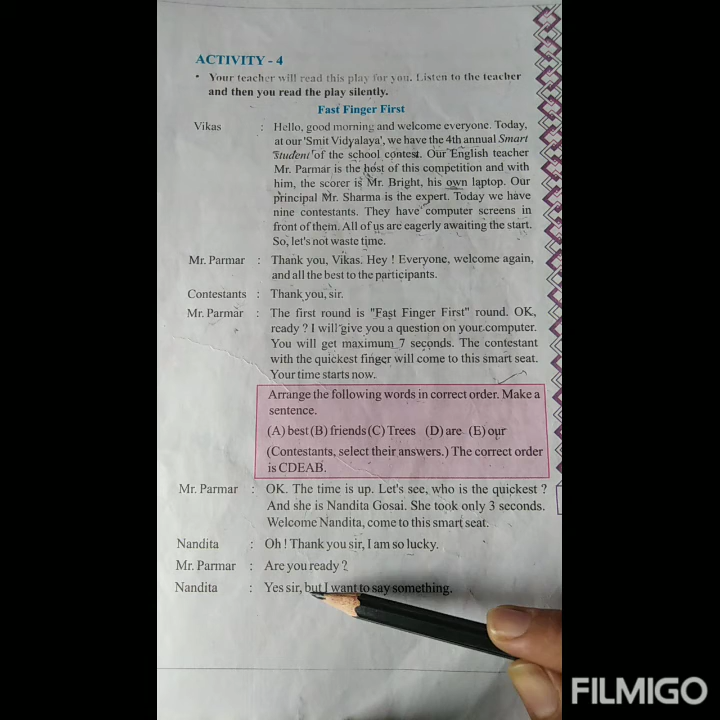 ACTIVITY - 4
• Your teacher will read this play for you. Listen to the teacher
and then you read the play silently.
Fast Finger First
Vikas : Hello, good morning and welcome everyone. Today,
at our 'Smit Vidyalaya', we have the 4th annual Smart
Student of the school contest. Our English teacher
Mr. Parmar is the host of this competition and with
him, the scorer is Mr. Bright, his own laptop. Our
principal Mr. Sharma is the expert. Today we have
nine contestants. They have computer screens in
front of them. All of us are eagerly awaiting the start.
So, let's not waste time.
Mr. Parmar : Thank you, Vikas. Hey ! Everyone, welcome again,
and all the best to the participants.
Contestants : Thank you, sir.
Mr. Parmar : The first round is "Fast Finger First" round. OK,
ready ? I will give you a question on your computer.
You will get maximum 7 seconds. The contestant
with the quickest finger will come to this smart seat.
Your time starts now.
Arrange the following words in correct order. Make a
sentence.
(A) best (B) friends (C) Trees (D) are (E) our
(Contestants, select their answers.) The correct order
is CDEAB.
Mr. Parmar : OK. The time is up. Let's see, who is the quickest ?
And she is Nandita Gosai. She took only 3 seconds.
Welcome Nandita, come to this smart seat.
Nandita : Oh ! Thank you sir, I am so lucky.
Mr. Parmar : Are you ready ?
Nandita : Yes sir, but I want to say something.
FILMIGO